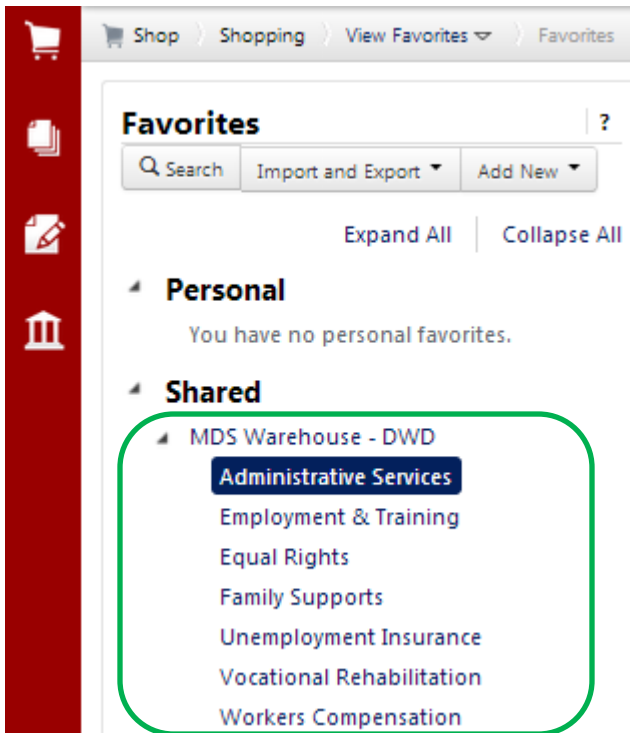 Shop Shopping View Favorites Favorites
Favorites ?
Search Import and Export Add New
Expand All Collapse All
Personal
You have no personal favorites.
Shared
MDS Warehouse - DWD
Administrative Services
Employment & Training
Equal Rights
Family Supports
Unemployment Insurance
Vocational Rehabilitation
Workers Compensation